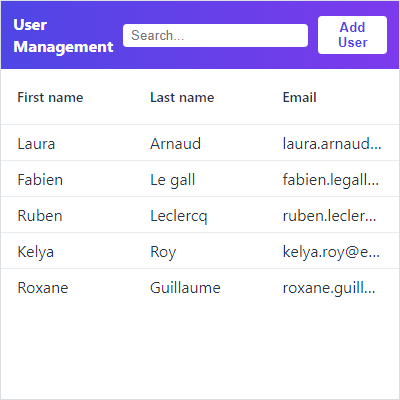 User
Management
Search...
Add
User
First name Last name Email
Laura Arnaud laura.arnaud...
Fabien Le gall fabien.legall...
Ruben Leclercq ruben.lecler...
Kelya Roy kelya.roy@e...
Roxane Guillaume roxane.guill...